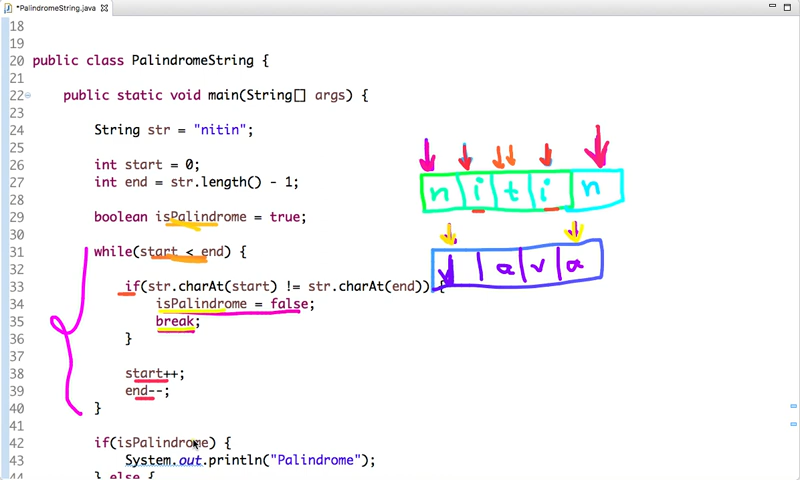 *PalindromeString.java
18
19
20 public class PalindromeString {
21
22 public static void main(String[] args) {
23
24 String str = "nitin";
25
26 int start = 0;
27 int end = str.length() - 1;
28
29 boolean isPalindrome = true;
30
31 while(start < end) {
32
33 if(str.charAt(start) != str.charAt(end)) {
34 isPalindrome = false;
35 break;
36 }
37
38 start++;
39 end--;
40 }
41
42 if(isPalindrome) {
43 System.out.println("Palindrome");
44 } else {
n i t i n
a v a